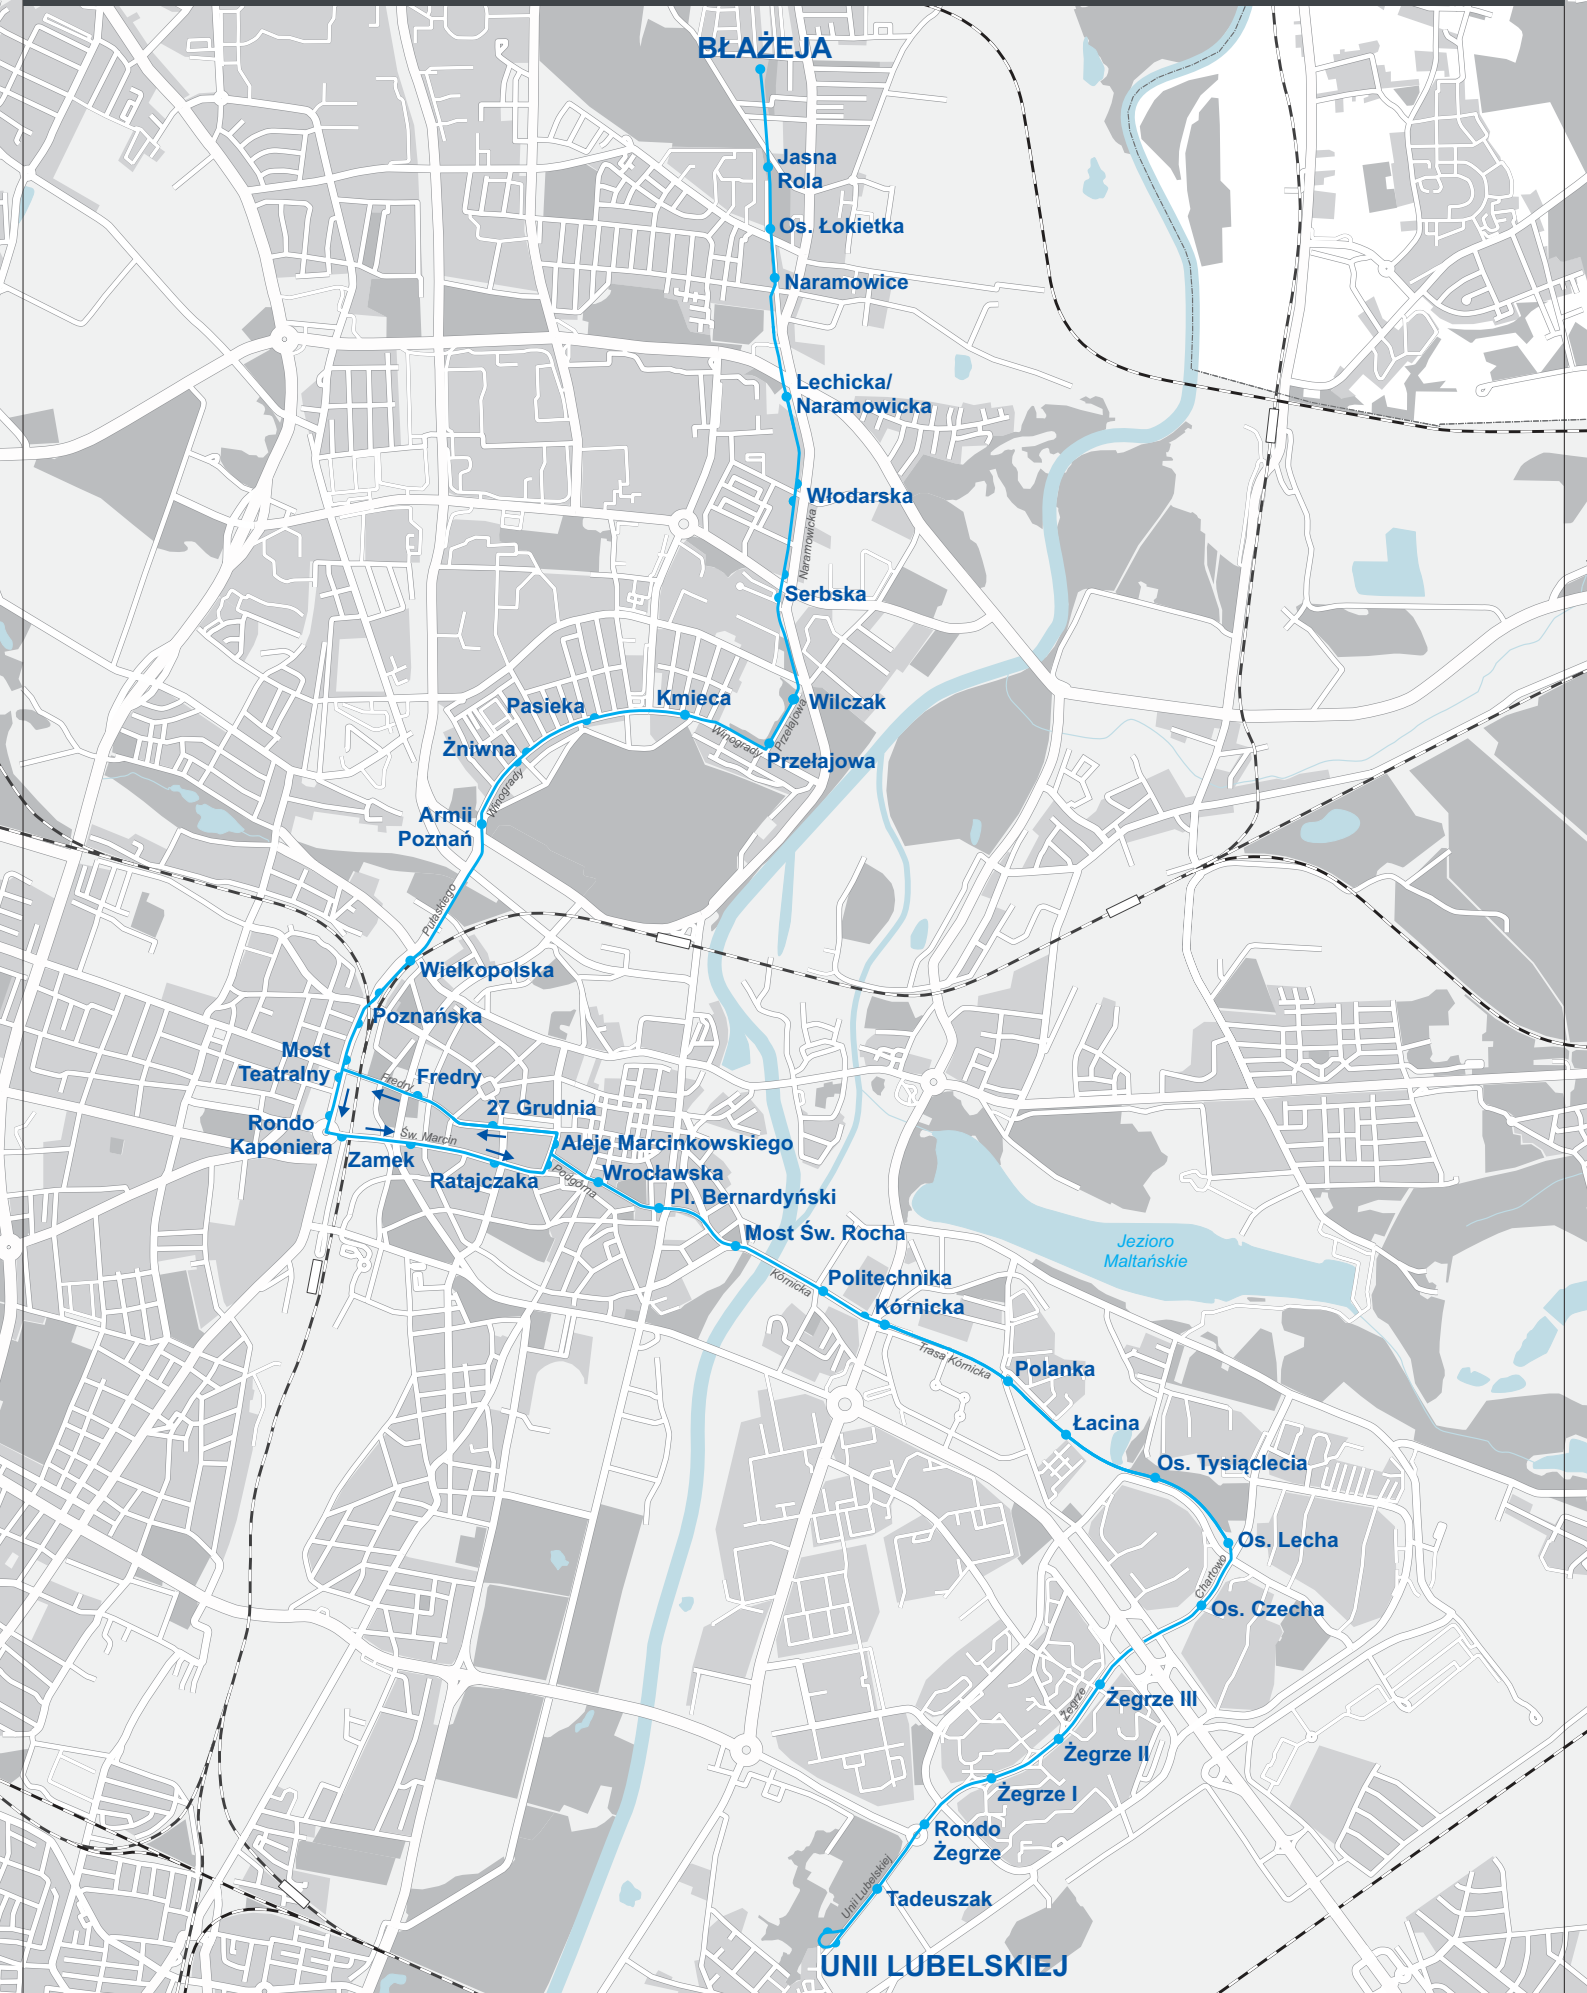 BŁAŻEJA
Jasna
Rola
Os. Łokietka
Naramowice
Lechicka/
Naramowicka
Włodarska
Naramowicka
Serbska
Pasieka
Kmieca
Wilczak
Przełajowa
Winogrady
Przełajowa
Żniwna
Winogrady
Armii
Poznań
Pułaskiego
Wielkopolska
Poznańska
Most
Teatralny
Fredry
Fredry
27 Grudnia
Rondo
Kaponiera
Św. Marcin
Zamek
Ratajczaka
Aleje Marcinkowskiego
Podgórna
Wrocławska
Pl. Bernardyński
Most Św. Rocha
Jezioro
Maltańskie
Kórnicka
Politechnika
Kórnicka
Trasa Kórnicka
Polanka
Łacina
Os. Tysiąclecia
Os. Lecha
Chartowo
Os. Czecha
Żegrze
Żegrze III
Żegrze II
Żegrze I
Rondo
Żegrze
Unii Lubelskiej
Tadeuszak
UNII LUBELSKIEJ